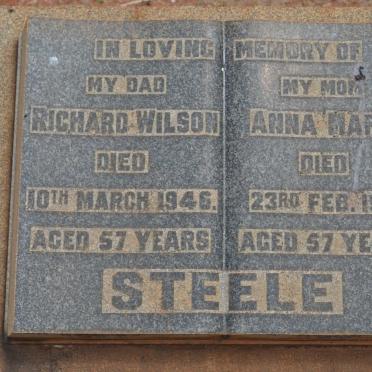 IN LOVING MEMORY OF
MY DAD
RICHARD WILSON
DIED
10TH MARCH 1946.
AGED 57 YEARS
MY MOM
ANNA
DIED
23RD FEB.
AGED 57
STEELE